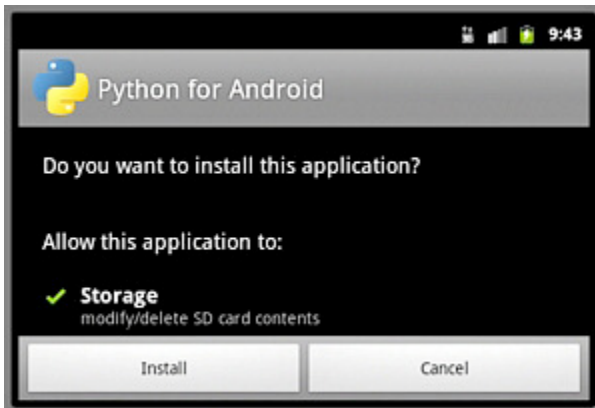 9:43
Python for Android
Do you want to install this application?
Allow this application to:
Storage
modify/delete SD card contents
Install Cancel